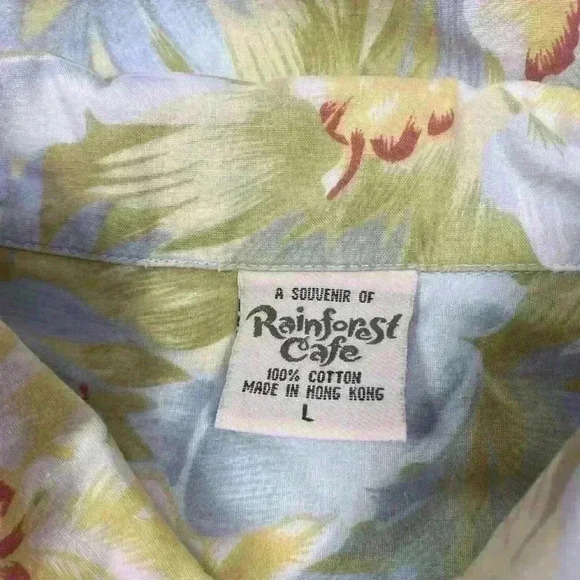 A SOUVENIR OF
Rainforest
Cafe
100% COTTON
MADE IN HONG KONG
L